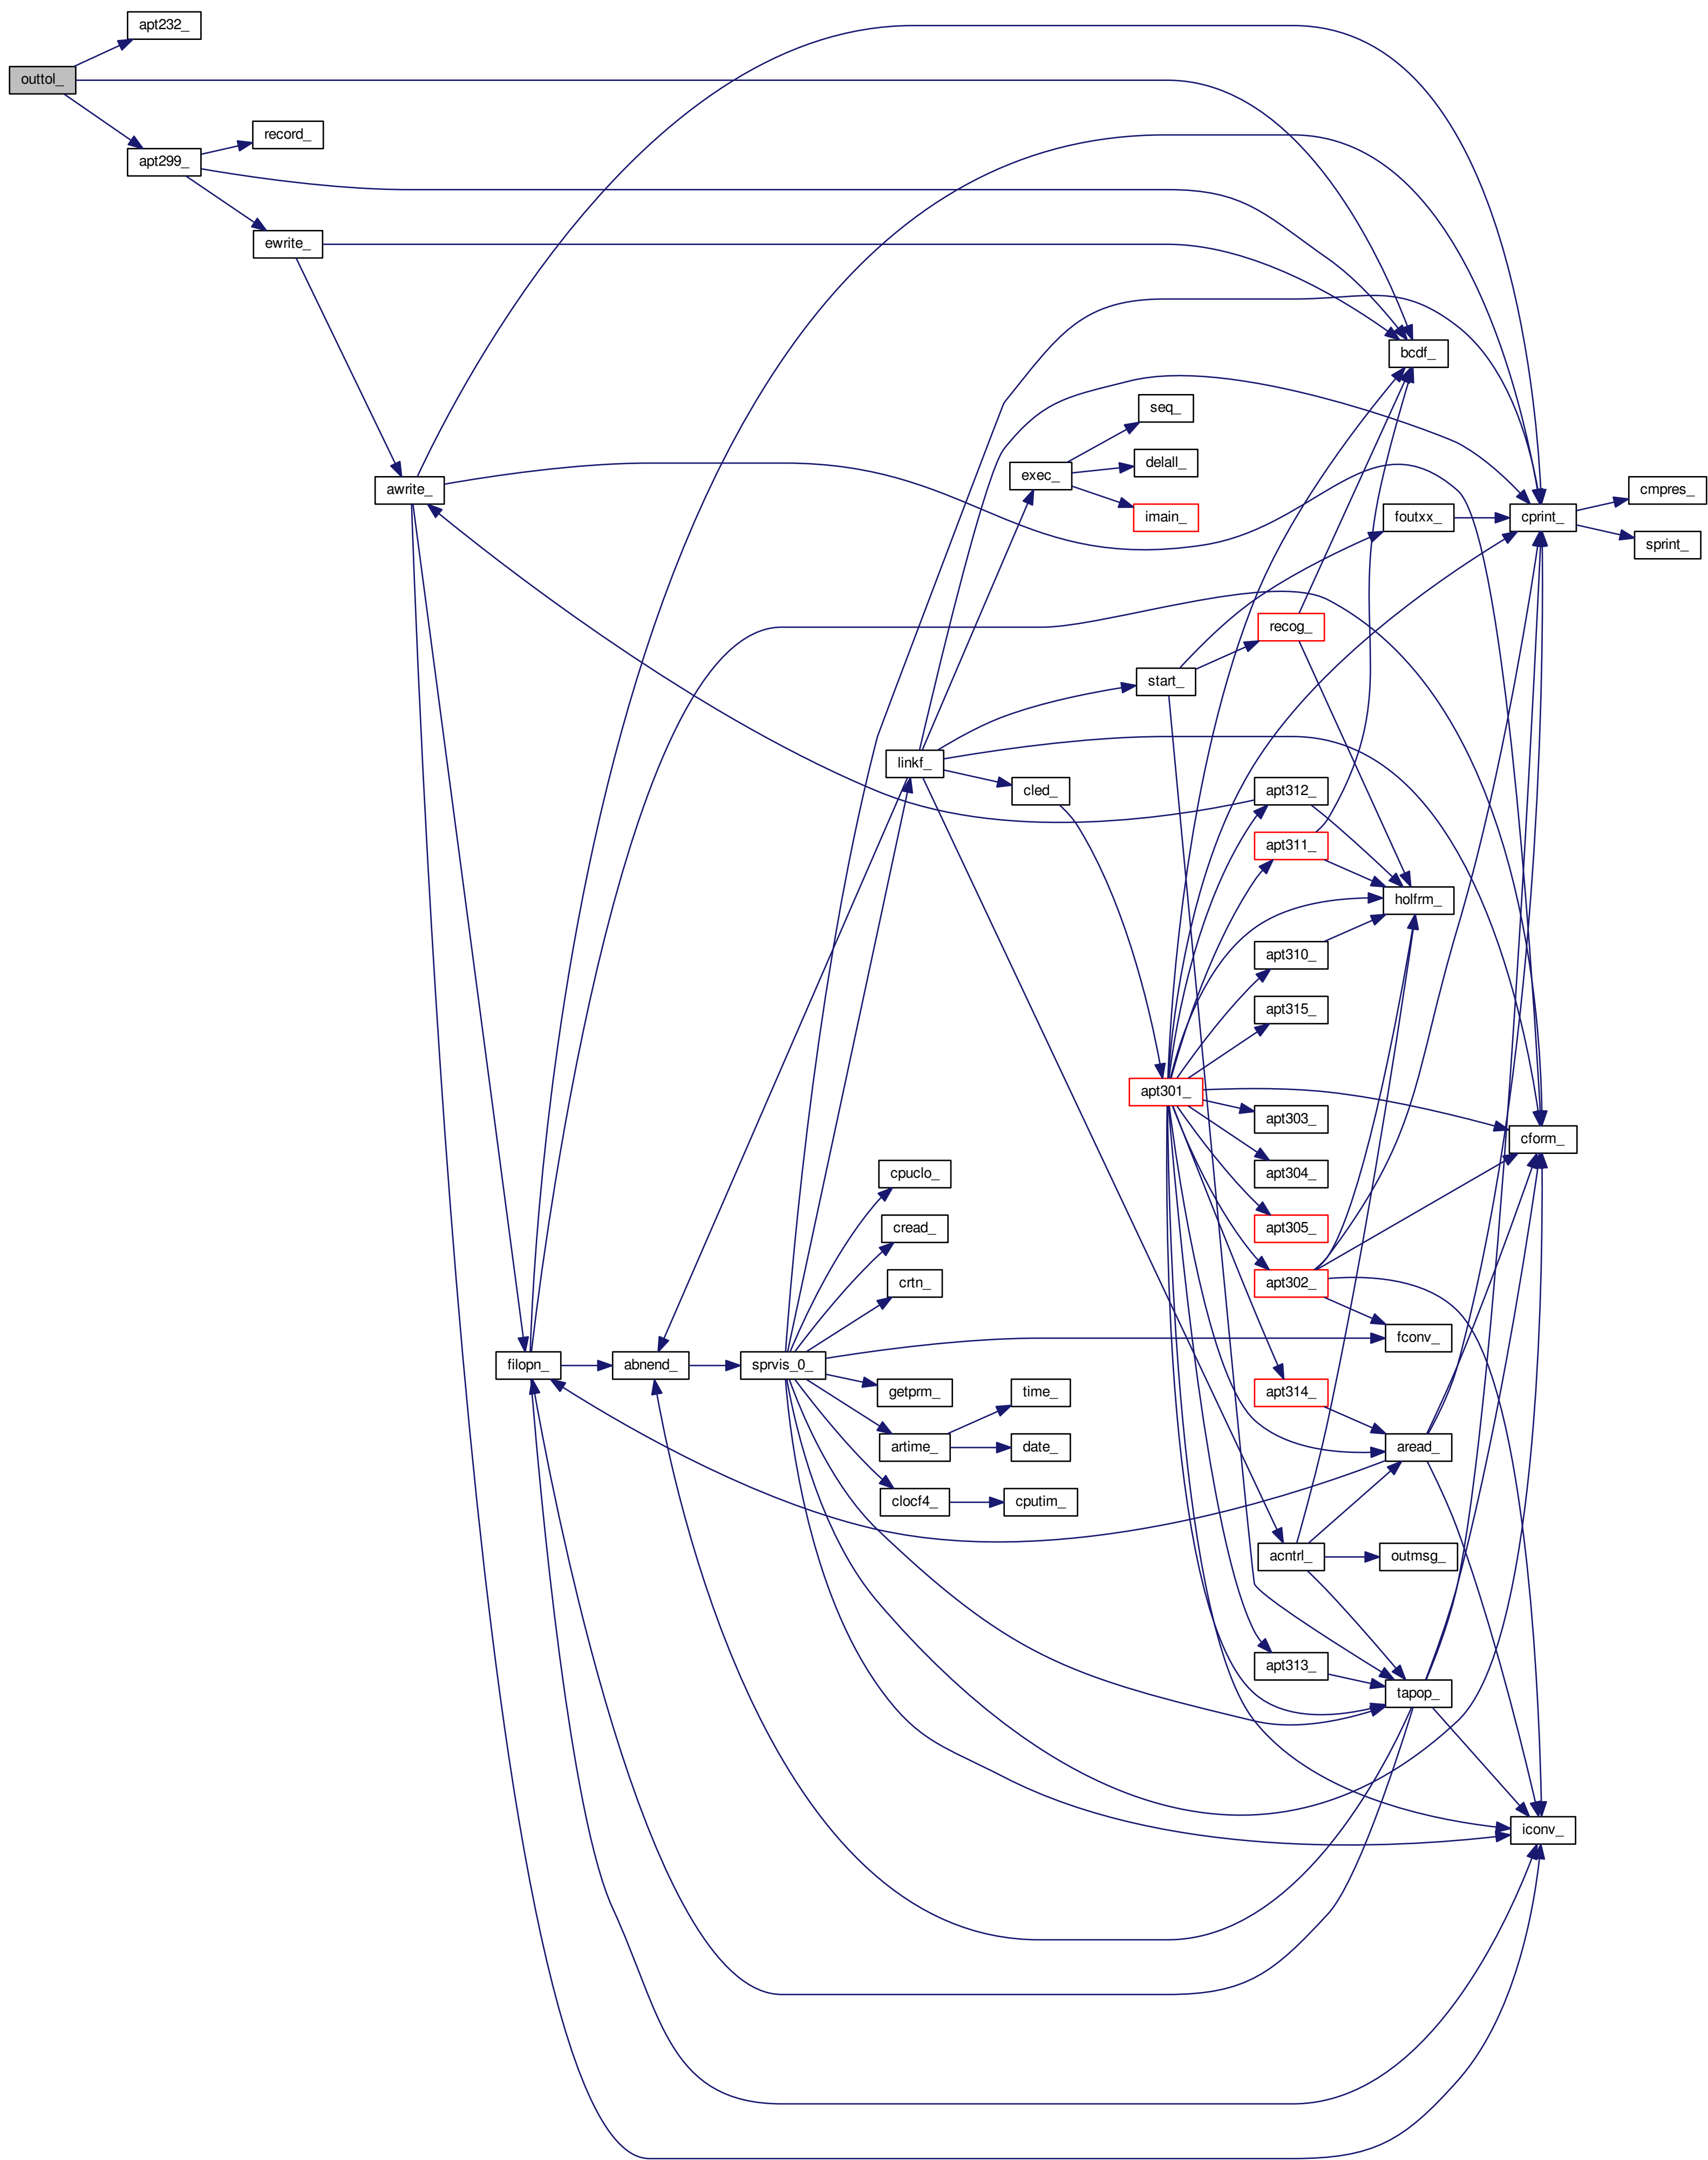 apt232_
outtol_
record_
apt299_
ewrite_
bcdf_
seq_
delall_
exec_
awrite_
cmpres_
imain_
foutxx_
cprint_
sprint_
recog_
start_
linkf_
cled_
apt312_
apt311_
holfrm_
apt310_
apt315_
apt301_
apt303_
cform_
cpuclo_
apt304_
cread_
apt305_
crtn_
apt302_
fconv_
filopn_
abnend_
sprvis_0_
getprm_
time_
apt314_
artime_
date_
aread_
clocf4_
cputim_
acntrl_
outmsg_
apt313_
tapop_
iconv_